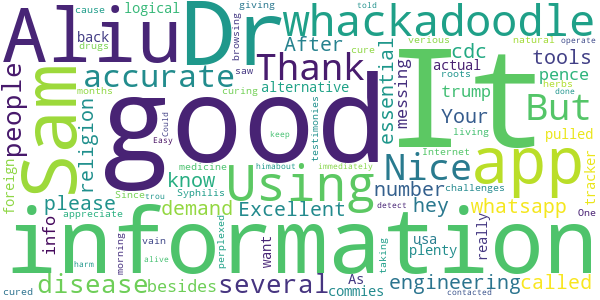 Aliu Dr whackadoodle
cause logical giving told
browsing saw cure natural operate
drugs back After Thank cdc tools
verious actual pence roots
months curing alternative
people accurate good It
Sam essential messing trump herbs done
But Your living pulled
religion testimonies keep
foreign Using Nice app tracker
know number
info please medicine Internet challenges
Syphilis himabout immediately
Easy Could
demand Excellent hey whatsapp One
Since trou
appreciate perplexed want usa plenty really detect
information
morning vain As taking
disease several engineering called
cured besides harm alive commies contacted